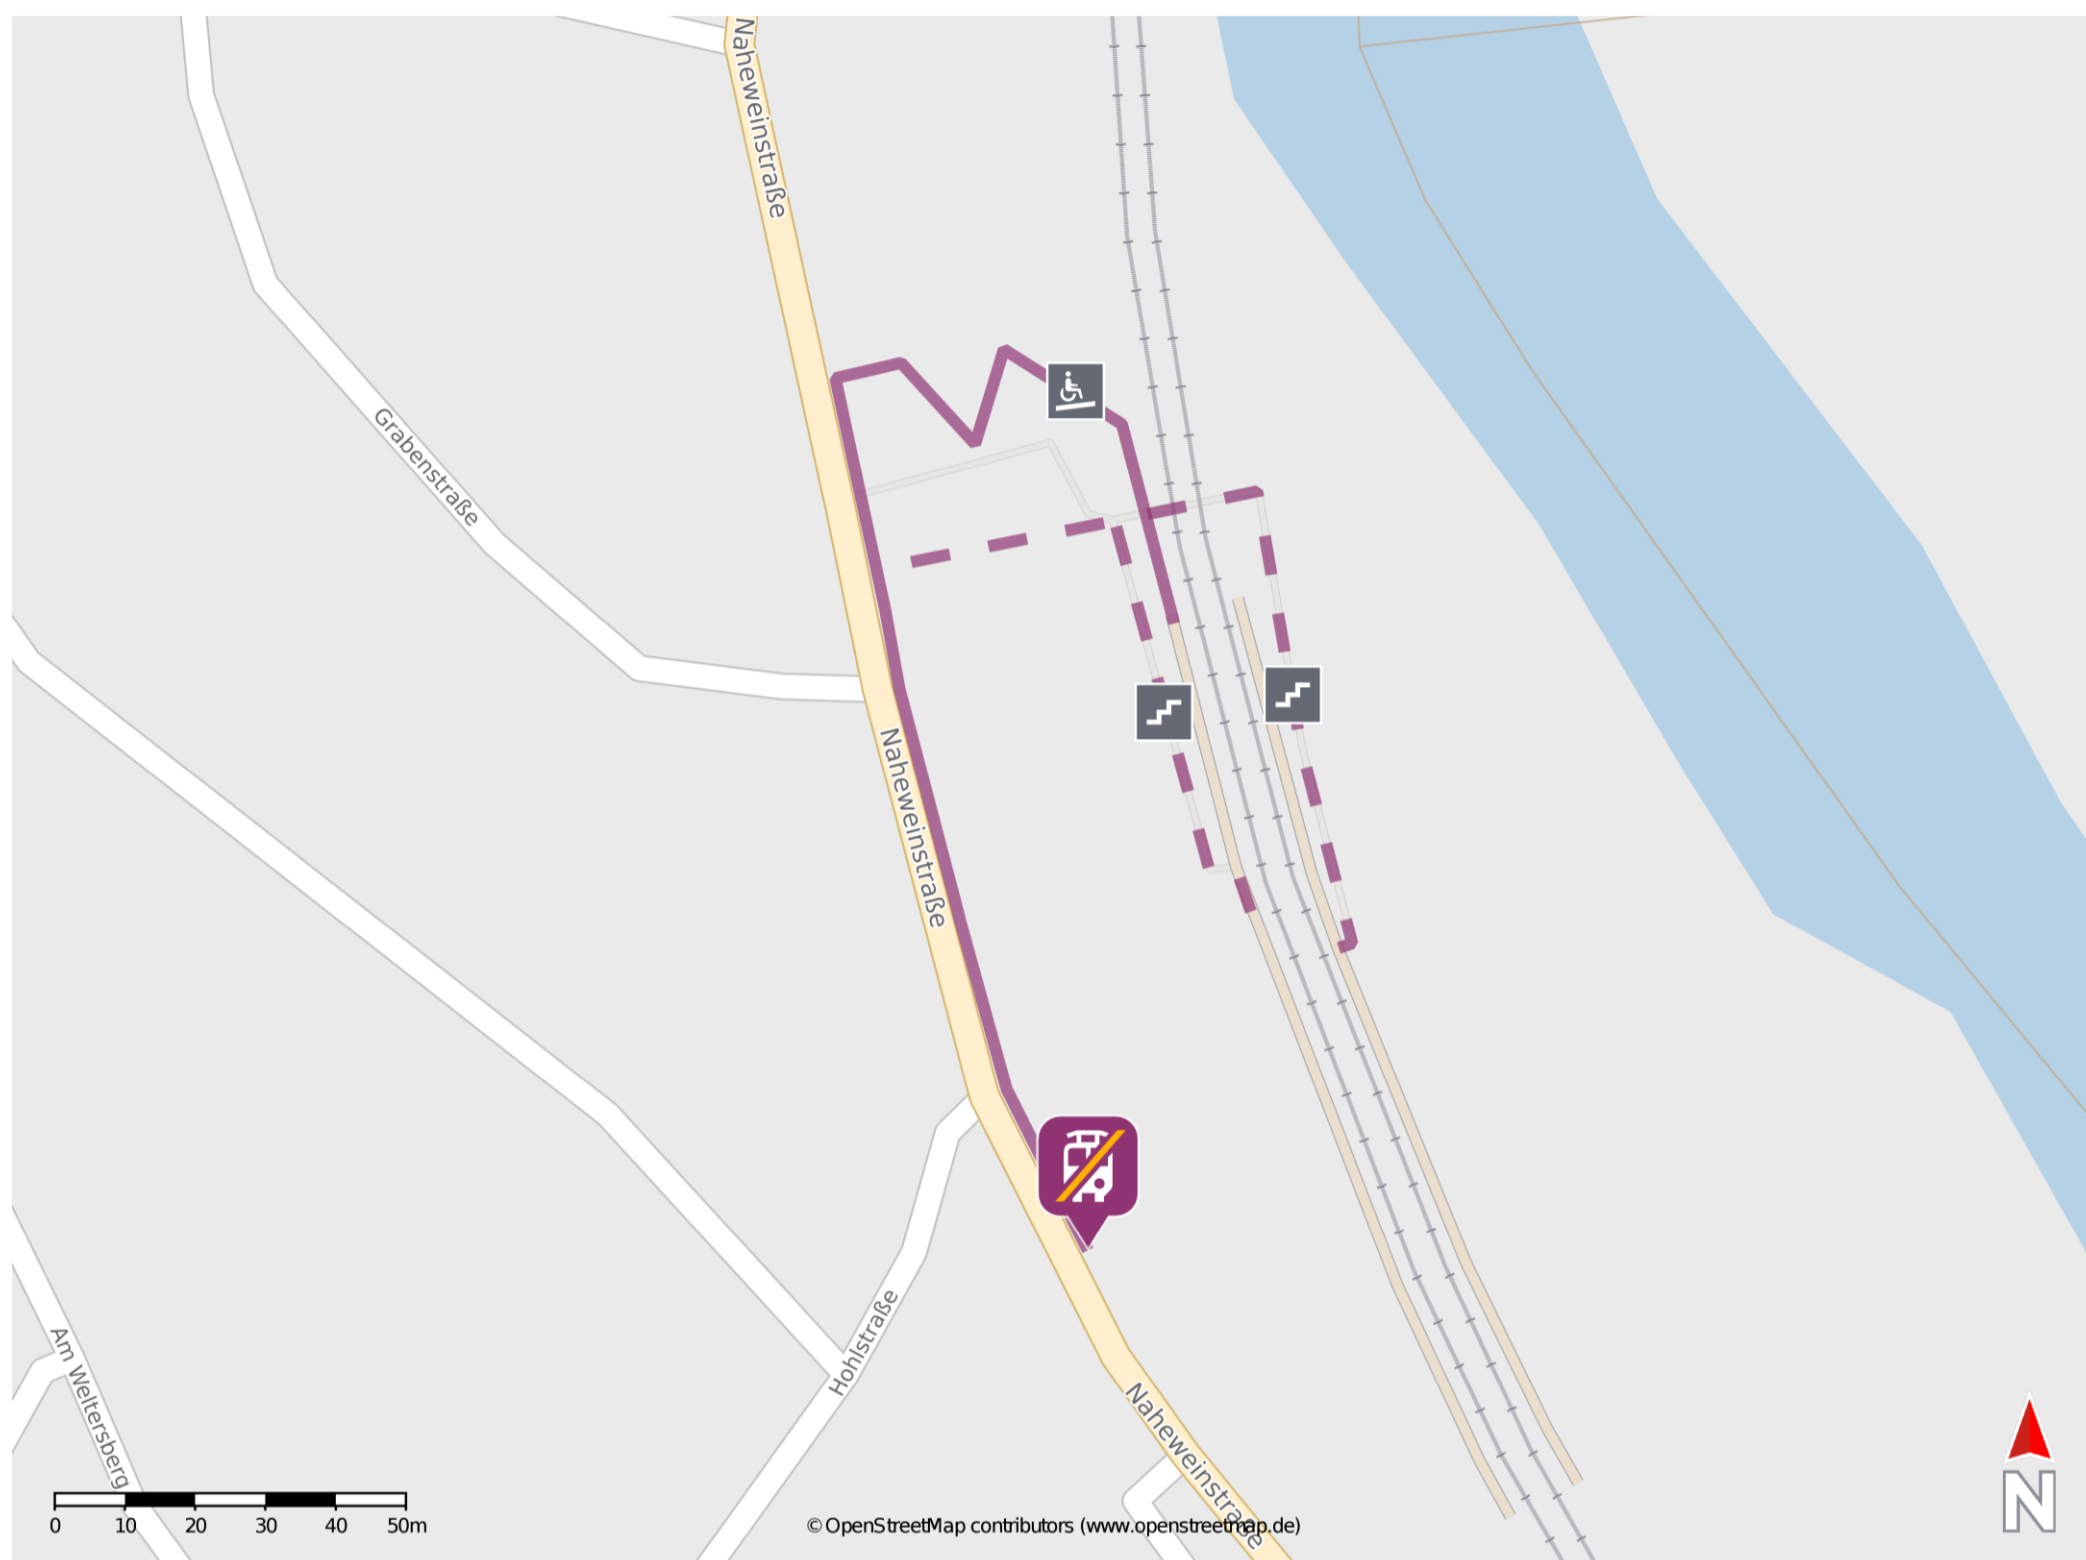 Naheweinstraße
Grabenstraße
Naheweinstraße
Hohlstraße
Am Weltersberg
Naheweinstraße
0 10 20 30 40 50m
© OpenStreetMap contributors (www.openstreetmap.de)
N